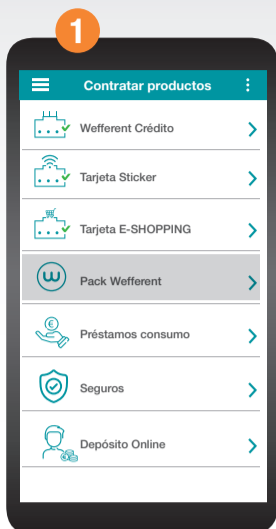 1
Contratar productos
Wefferent Crédito
Tarjeta Sticker
Tarjeta E-SHOPPING
W
Pack Wefferent
€
Préstamos consumo
Seguros
Depósito Online